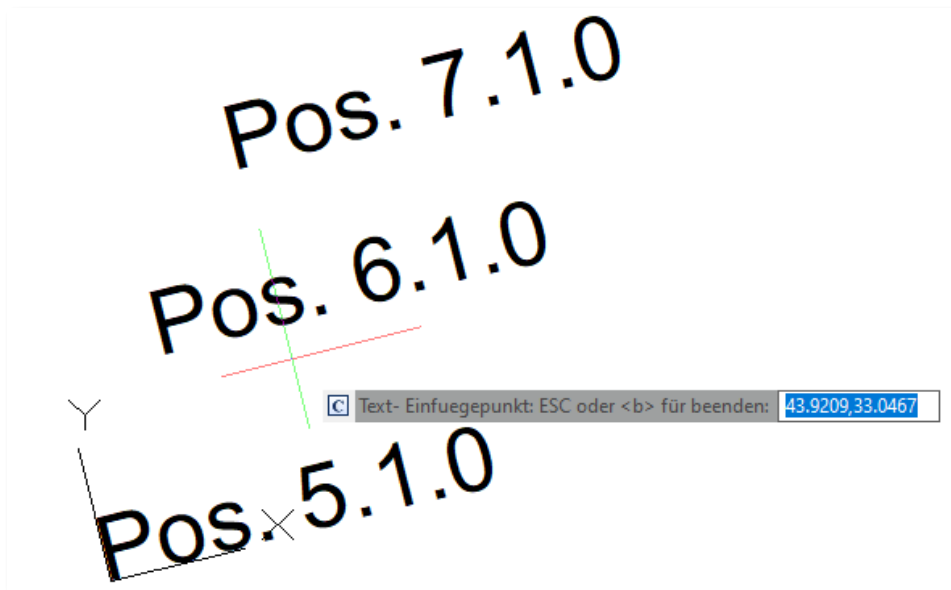 Pos. 7.1.0
Pos. 6.1.0
C Text- Einfuegepunkt: ESC oder <b> für beenden: 43.9209,33.0467
Y
Pos. 5.1.0
X